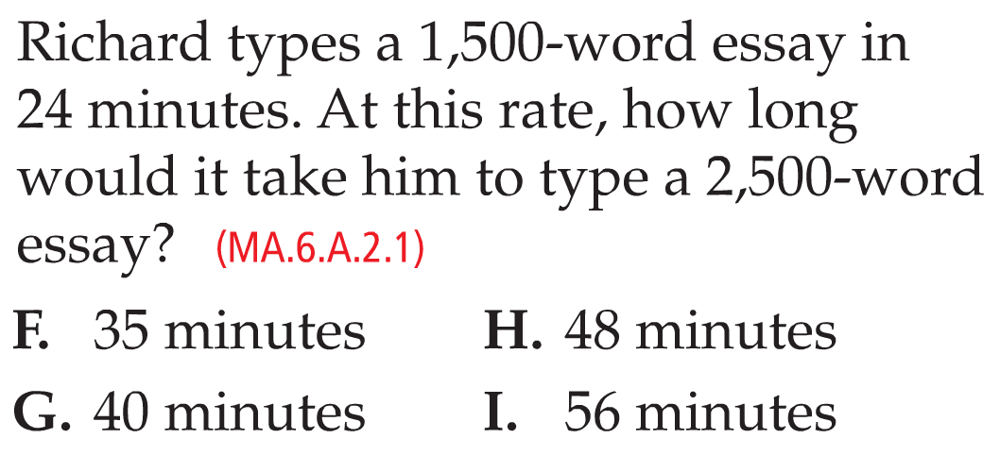 Richard types a 1,500-word essay in
24 minutes. At this rate, how long
would it take him to type a 2,500-word
essay? (MA.6.A.2.1)
F. 35 minutes H. 48 minutes
G. 40 minutes I. 56 minutes